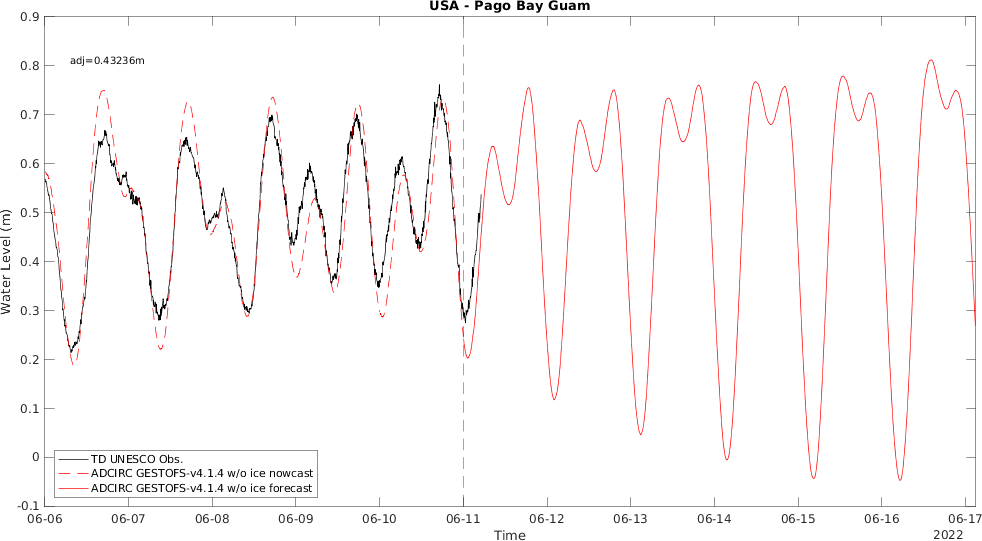 USA - Pago Bay Guam
0.9
0.8
0.7
0.6
0.5
0.4
0.3
0.2
0.1
0
-0.1
Water Level (m)
adj=0.43236m
TD UNESCO Obs.
ADCIRC GESTOFS-v4.1.4 w/o ice nowcast
ADCIRC GESTOFS-v4.1.4 w/o ice forecast
06-06 06-07 06-08 06-09 06-10 06-11 06-12 06-13 06-14 06-15 06-16 06-17
Time
2022